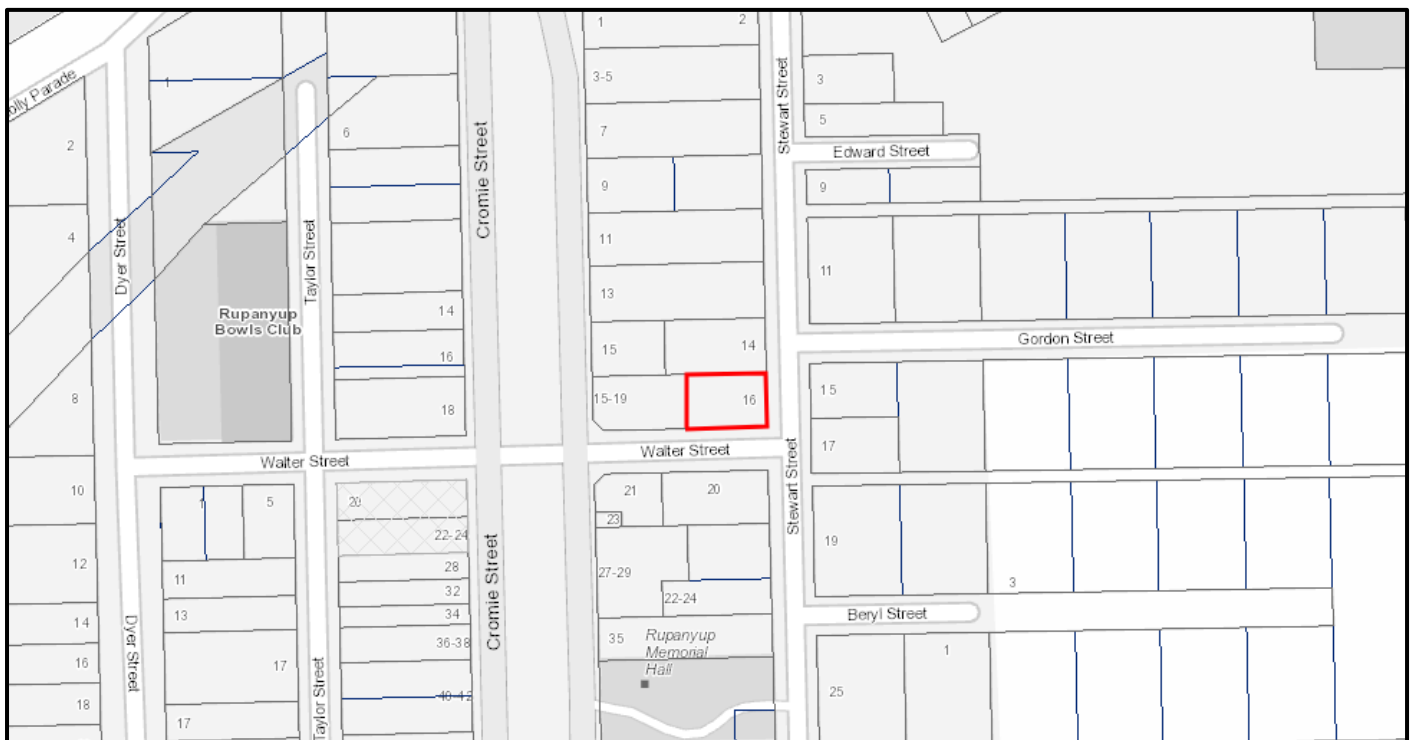 1
2
olly Parade
3-5
Stewart Street
3
1
5
2
6
7
Cromie Street
Edward Street
9
9
4
Dyer Street
Taylor Street
11
11
13
Rupanyup
Bowls Club
14
Gordon Street
16
15
14
15
8
18
15-19
16
17
Walter Street
Walter Street
Stewart Street
10
1
5
20
21
20
23
22-24
19
12
11
28
27-29
3
32
22-24
14
13
34
Beryl Street
Dyer Street
Cromie Street
36-38
35
Rupanyup
Memorial
Hall
1
16
17
Taylor Street
40-42
25
18
17